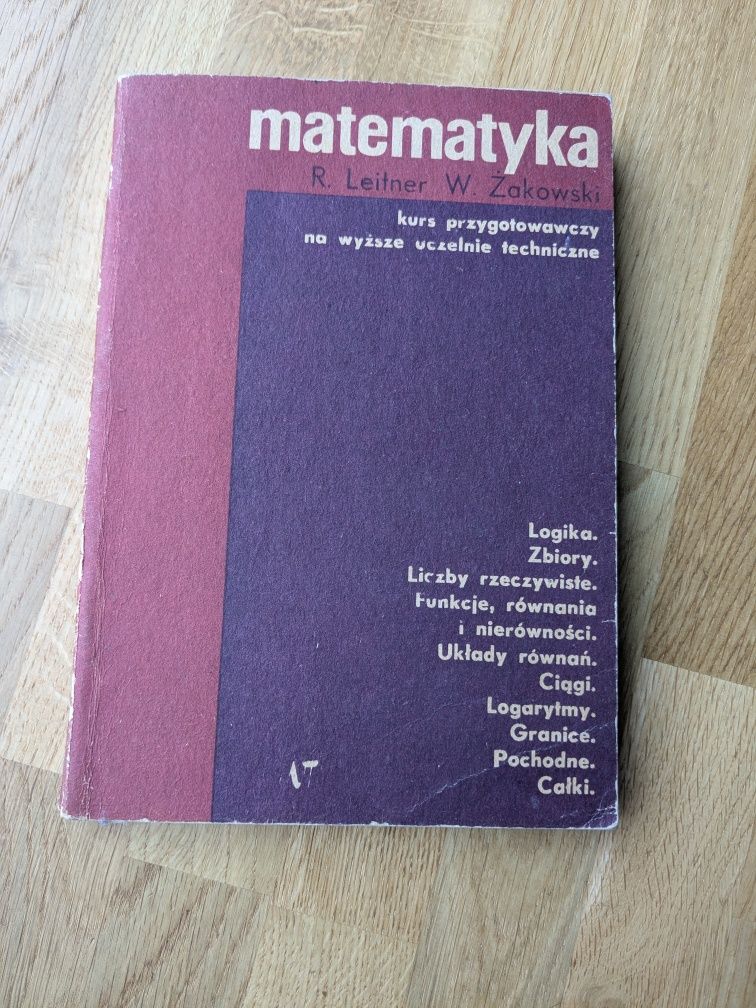 matematyka
R. Leitner W. Żakowski
kurs przygotowawczy
na wyższe uczelnie techniczne
Logika.
Zbiory.
Liczby rzeczywiste.
Funkcje, równania
i nierówności.
Układy równań.
Ciągi.
Logarytmy.
Granice.
Pochodne.
Całki.